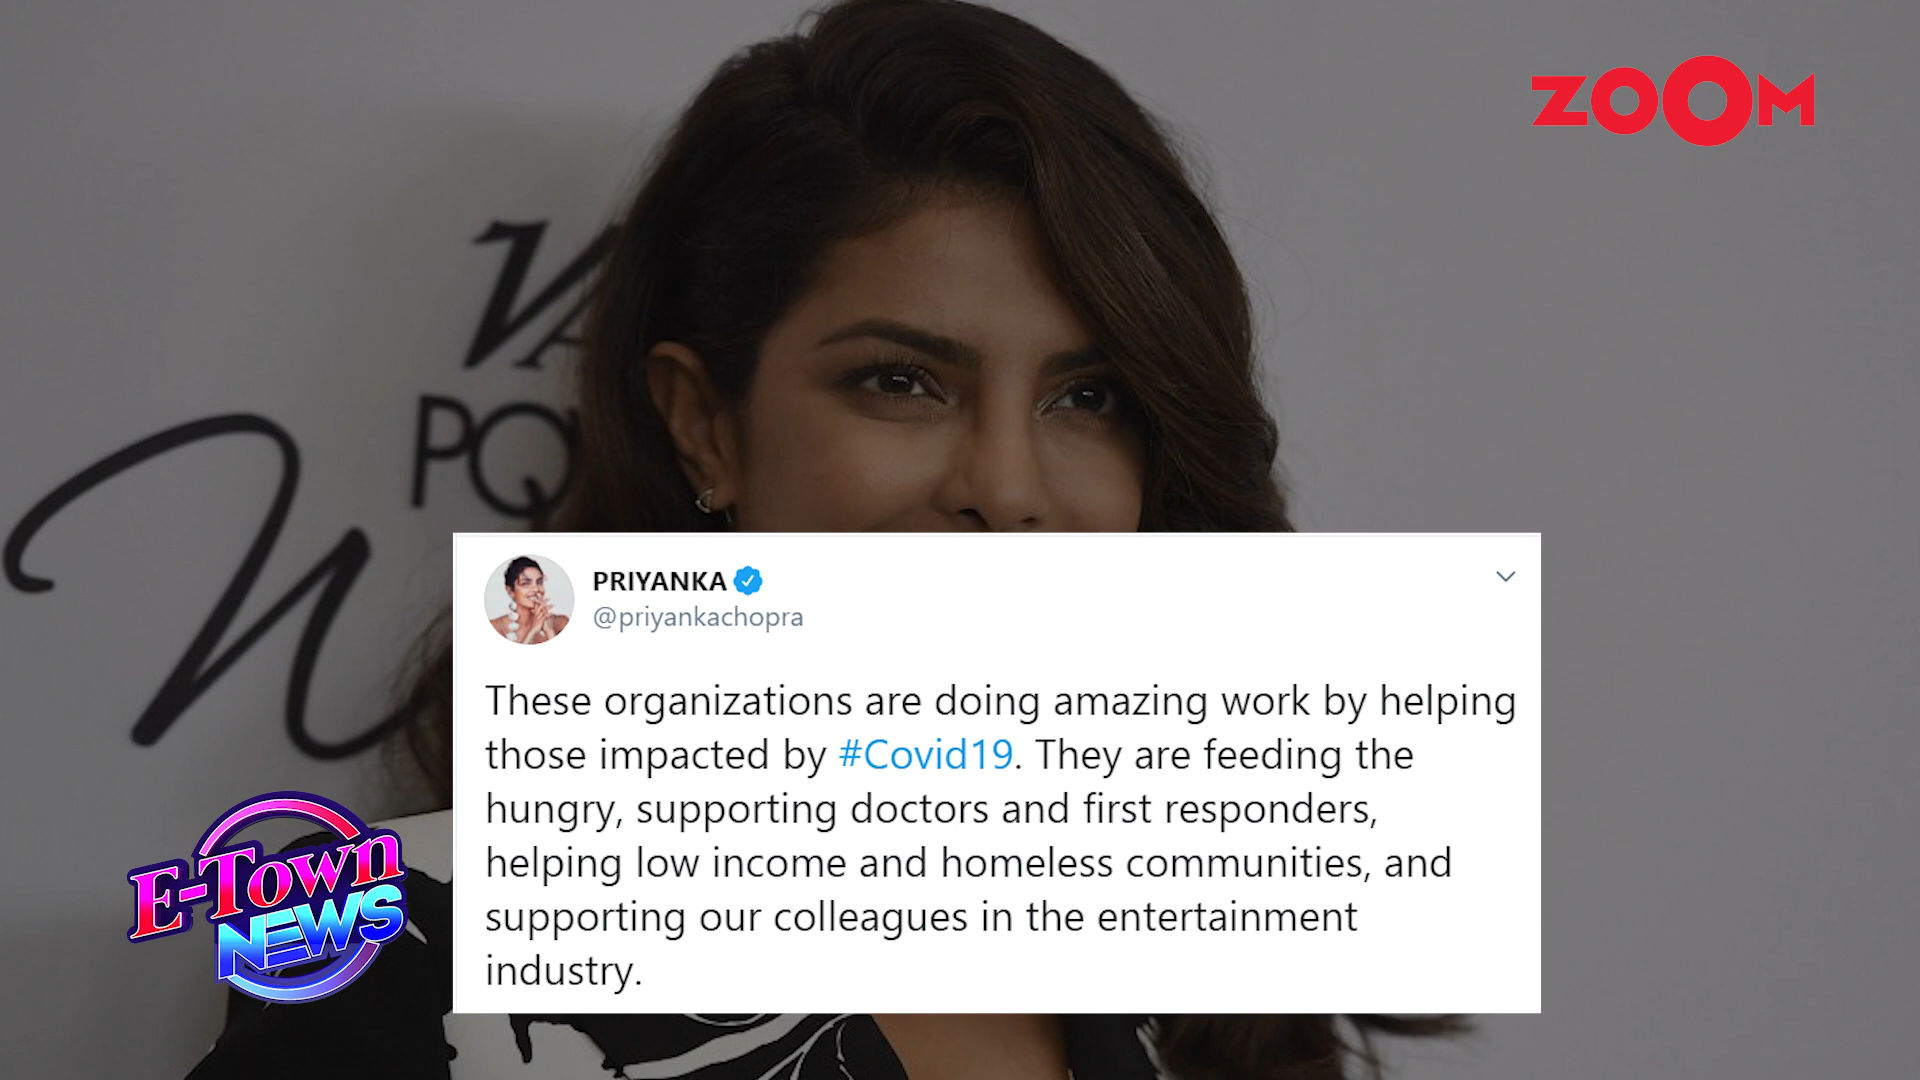 ZOOM
PQ
PRIYANKA
@priyankachopra
These organizations are doing amazing work by helping
those impacted by #Covid19. They are feeding the
hungry, supporting doctors and first responders,
helping low income and homeless communities, and
supporting our colleagues in the entertainment
industry.
E-Town
NEWS